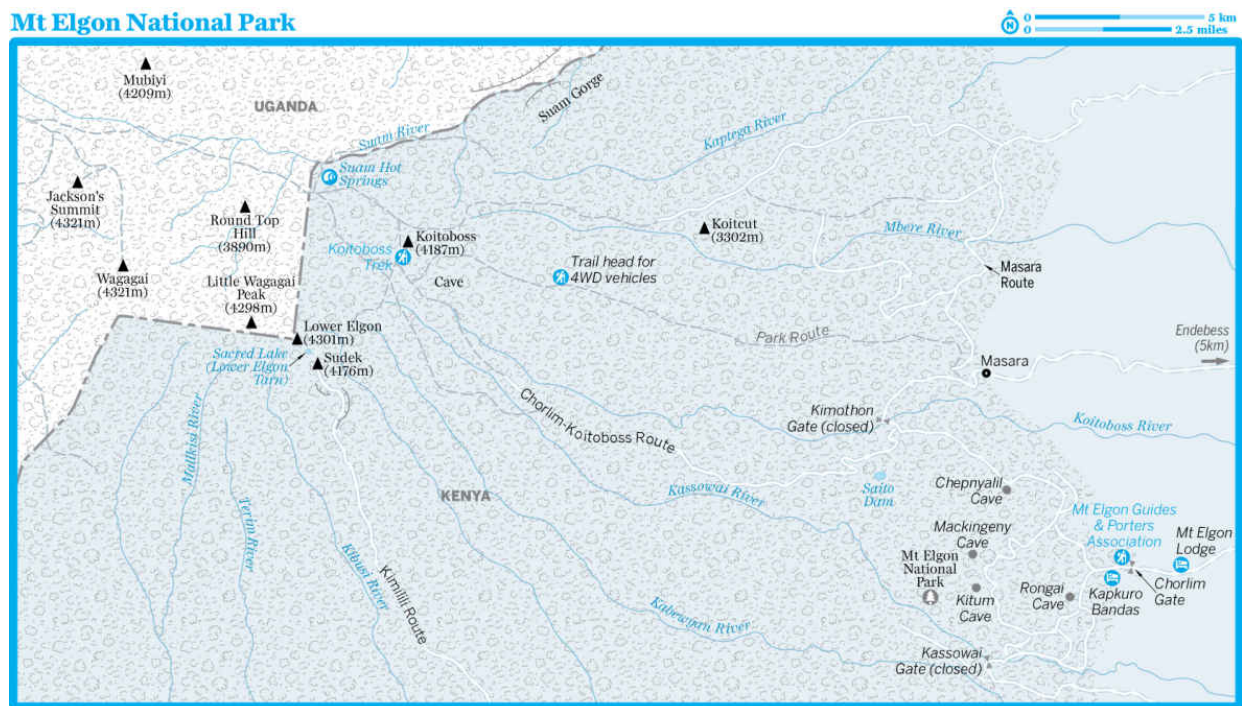 Mt Elgon National Park
N
0
5 km
0
2.5 miles
Mubiyi
(4209m)
UGANDA
Suam Gorge
Suam River
Kaptega River
Suam Hot
Springs
Jackson's
Summit
(4321m)
Round Top
Hill
(3890m)
Koitoboss
(4187m)
Koitoboss
Trek
Koitcut
(3302m)
Mbere River
Wagagai
(4321m)
Little Wagagai
Peak
(4298m)
Cave
Trail head for
4WD vehicles
Masara
Route
Lower Elgon
(4301m)
Sacred Lake
(Lower Elgon
Tarn)
Sudek
(4176m)
Park Route
Endebess
(5km)
Masara
Malikisi River
Chorlim-Koitoboss Route
Kimothon
Gate (closed)
Koitoboss River
KENYA
Kassowai River
Saito
Dam
Chepnyalil
Cave
Terim River
Mackingeny
Cave
Mt Elgon Guides
& Porters
Association
Mt Elgon
Lodge
Kibusi River
Kimilili Route
Mt Elgon
National
Park
Kitum
Cave
Rongai
Cave
Kapkuro
Bandas
Chorlim
Gate
Kabewyan River
Kassowai
Gate (closed)